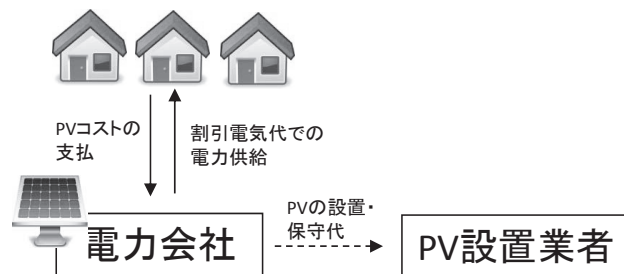 PVコストの
支払
割引電気代での
電力供給
PVの設置・
保守代
電力会社
PV設置業者